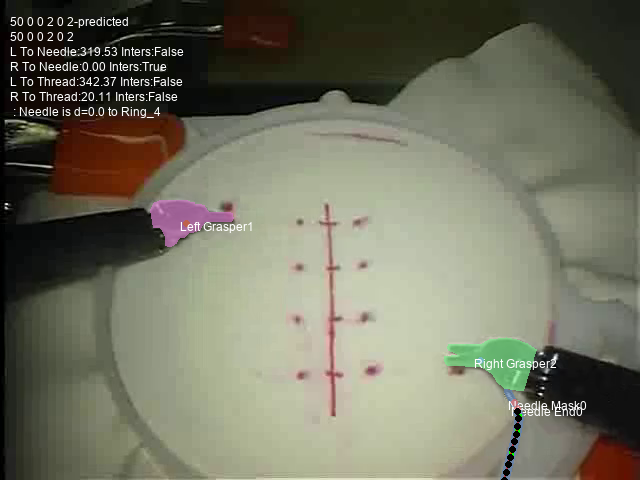 50 0 0 2 0 2-predicted
50 0 0 2 0 2
L To Needle:319.53 Inters:False
R To Needle:0.00 Inters:True
L To Thread:342.37 Inters:False
R To Thread:20.11 Inters:False
: Needle is d=0.0 to Ring_4
Left Grasper1
Right Grasper2
Needle Mask0
Needle End0